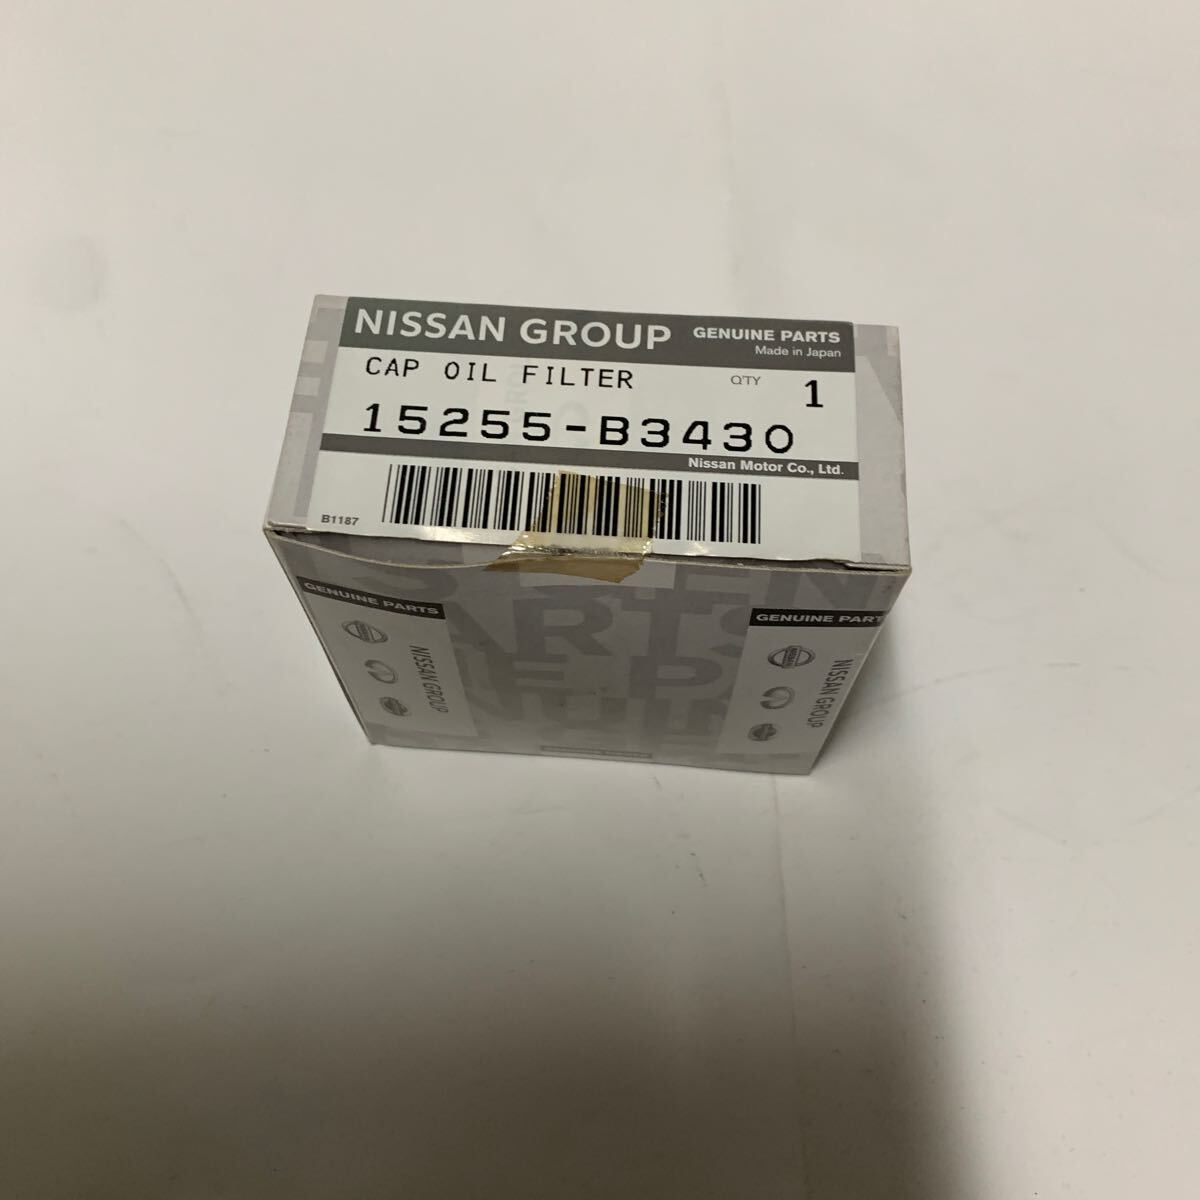 NISSAN GROUP GENUINE PARTS
Made in Japan
CAP OIL FILTER QTY 1
15255-B3430
Nissan Motor Co., Ltd.
B1187
GENUINE PARTS
NISSAN GROUP
GENUINE PART
NISSAN GROUP
PARTS